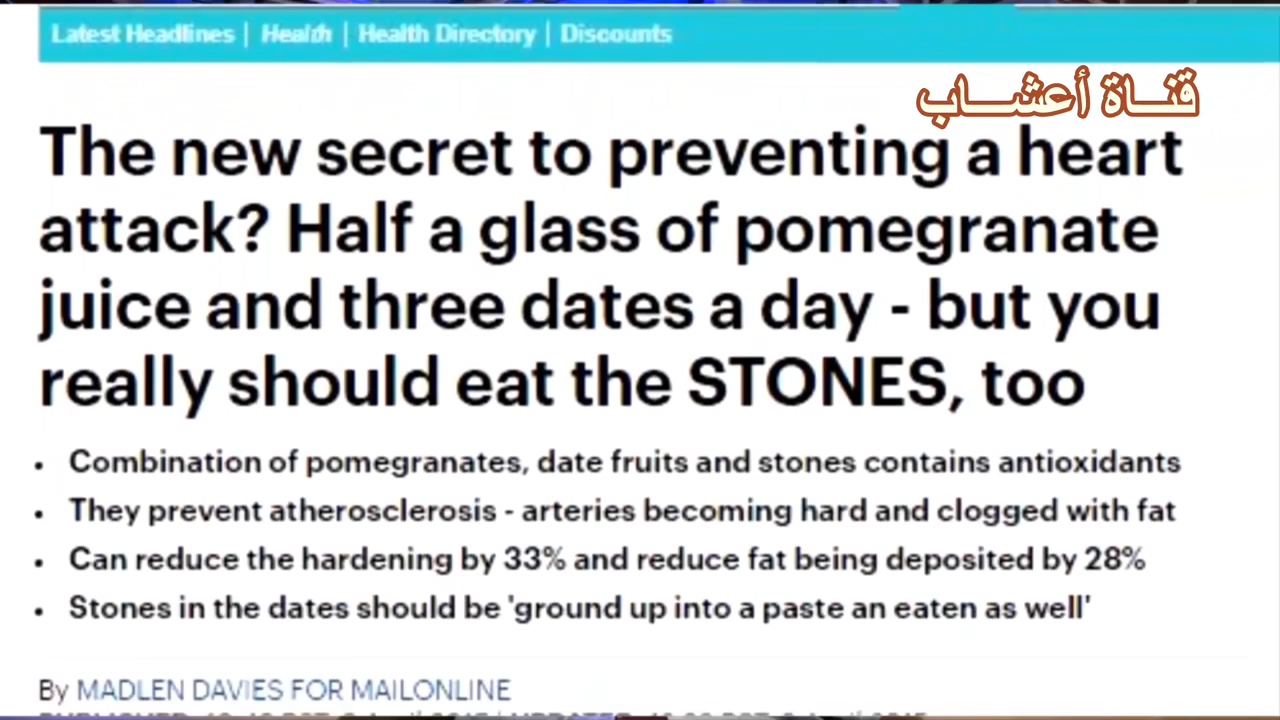 Latest Headlines | Health | Health Directory | Discounts
قناة أعشاب
The new secret to preventing a heart
attack? Half a glass of pomegranate
juice and three dates a day - but you
really should eat the STONES, too
• Combination of pomegranates, date fruits and stones contains antioxidants
• They prevent atherosclerosis - arteries becoming hard and clogged with fat
• Can reduce the hardening by 33% and reduce fat being deposited by 28%
• Stones in the dates should be 'ground up into a paste an eaten as well'
By MADLEN DAVIES FOR MAILONLINE